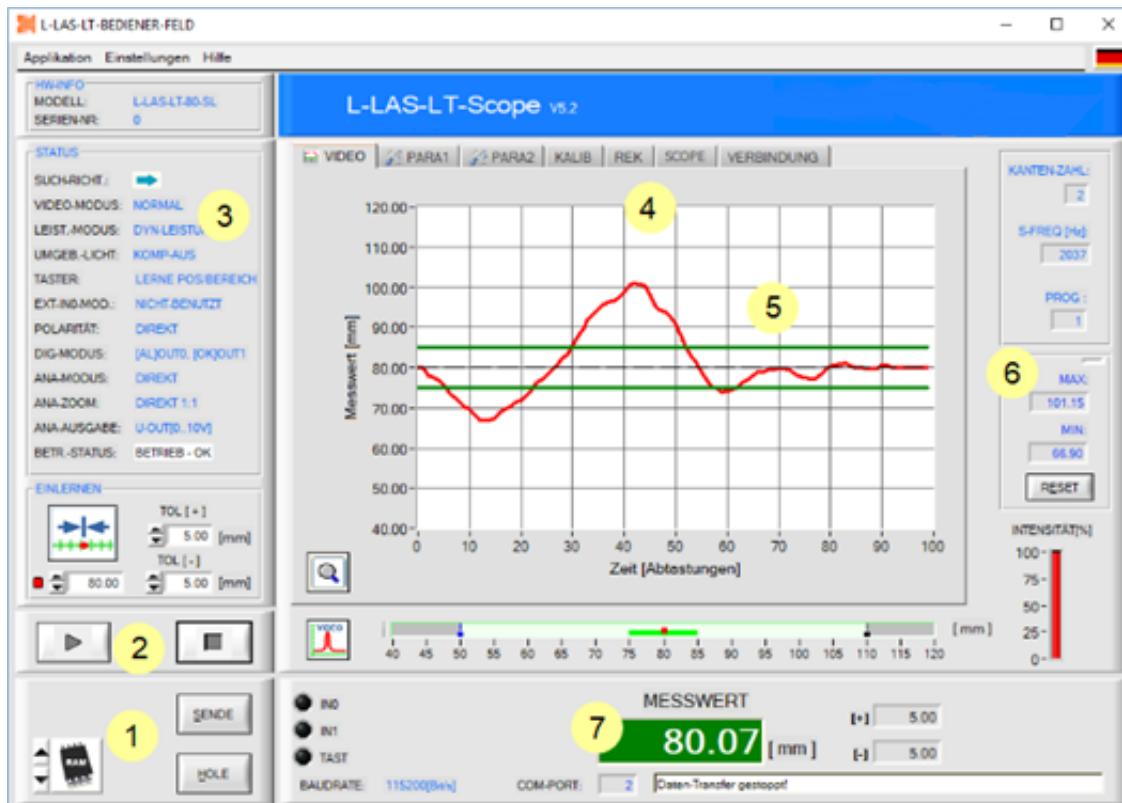 L-LAS-LT-BEDIENER-FELD
Applikation Einstellungen Hilfe
HW-INFO
MODELL: L-LAS-LT-80-SL
SERIEN-NR: 0
L-LAS-LT-Scope V5.2
STATUS
SUCH-RICHT.:
VIDEO-MODUS: NORMAL
LEIST.-MODUS: DYN-LEISTU
UMGEB.-LICHT: KOMP-AUS
TASTER: LERNE POS/BEREICH
EXT-IN0-MOD.: NICHT-BENUTZT
POLARITÄT: DIREKT
DIG-MODUS: [AL]OUT0, [OK]OUT1
ANA-MODUS: DIREKT
ANA-ZOOM: DIREKT 1:1
ANA-AUSGABE: U-OUT[0..10V]
BETR.-STATUS: BETRIEB - OK
3
EINLERNEN
TOL [+]
5.00 [mm]
TOL [-]
80.00 5.00 [mm]
2
1
RAM
SENDE
HOLE
VIDEO PARA1 PARA2 KALIB REK SCOPE VERBINDUNG
4
5
Messwert [mm]
120.00
110.00
100.00
90.00
80.00
70.00
60.00
50.00
40.00
0 10 20 30 40 50 60 70 80 90 100
Zeit [Abtastungen]
VIDEO
40 45 50 55 60 65 70 75 80 85 90 95 100 105 110 115 120
[mm]
KANTEN-ZAHL:
2
S-FREQ [Hz]:
2037
PROG :
1
6
MAX:
101.15
MIN:
66.90
RESET
INTENSITÄT[%]
100
75
50
25
0
IN0
IN1
TAST
MESSWERT
7
80.07 [mm]
[+] 5.00
[-] 5.00
BAUDRATE: 115200[Bit/s] COM-PORT: 2 Daten-Transfer gestoppt!